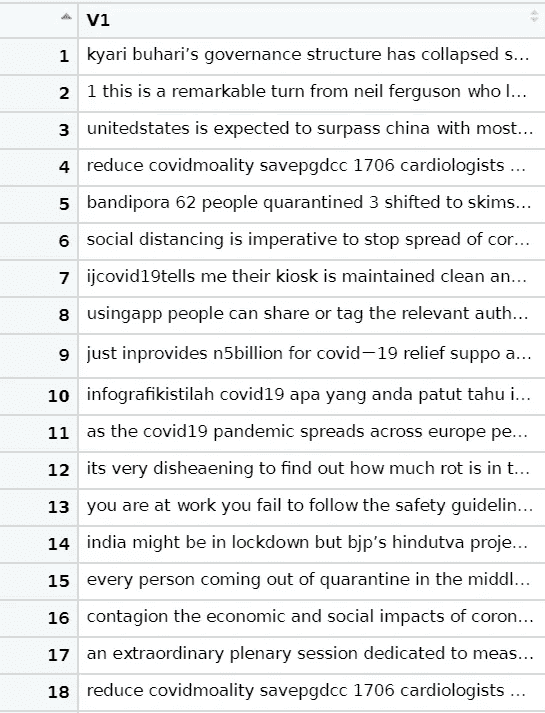 V1
1 kyari buhari’s governance structure has collapsed s...
2 1 this is a remarkable turn from neil ferguson who l...
3 unitedstates is expected to surpass china with most...
4 reduce covidmoality savepgdcc 1706 cardiologists ...
5 bandipora 62 people quarantined 3 shifted to skims...
6 social distancing is imperative to stop spread of cor...
7 ijcovid19tells me their kiosk is maintained clean an...
8 usingapp people can share or tag the relevant auth...
9 just inprovides n5billion for covid—19 relief suppo a...
10 infografikistilah covid19 apa yang anda patut tahu i...
11 as the covid19 pandemic spreads across europe pe...
12 its very disheaening to find out how much rot is in t...
13 you are at work you fail to follow the safety guidelin...
14 india might be in lockdown but bjp’s hindutva proje...
15 every person coming out of quarantine in the middl...
16 contagion the economic and social impacts of coron...
17 an extraordinary plenary session dedicated to meas...
18 reduce covidmoality savepgdcc 1706 cardiologists ...